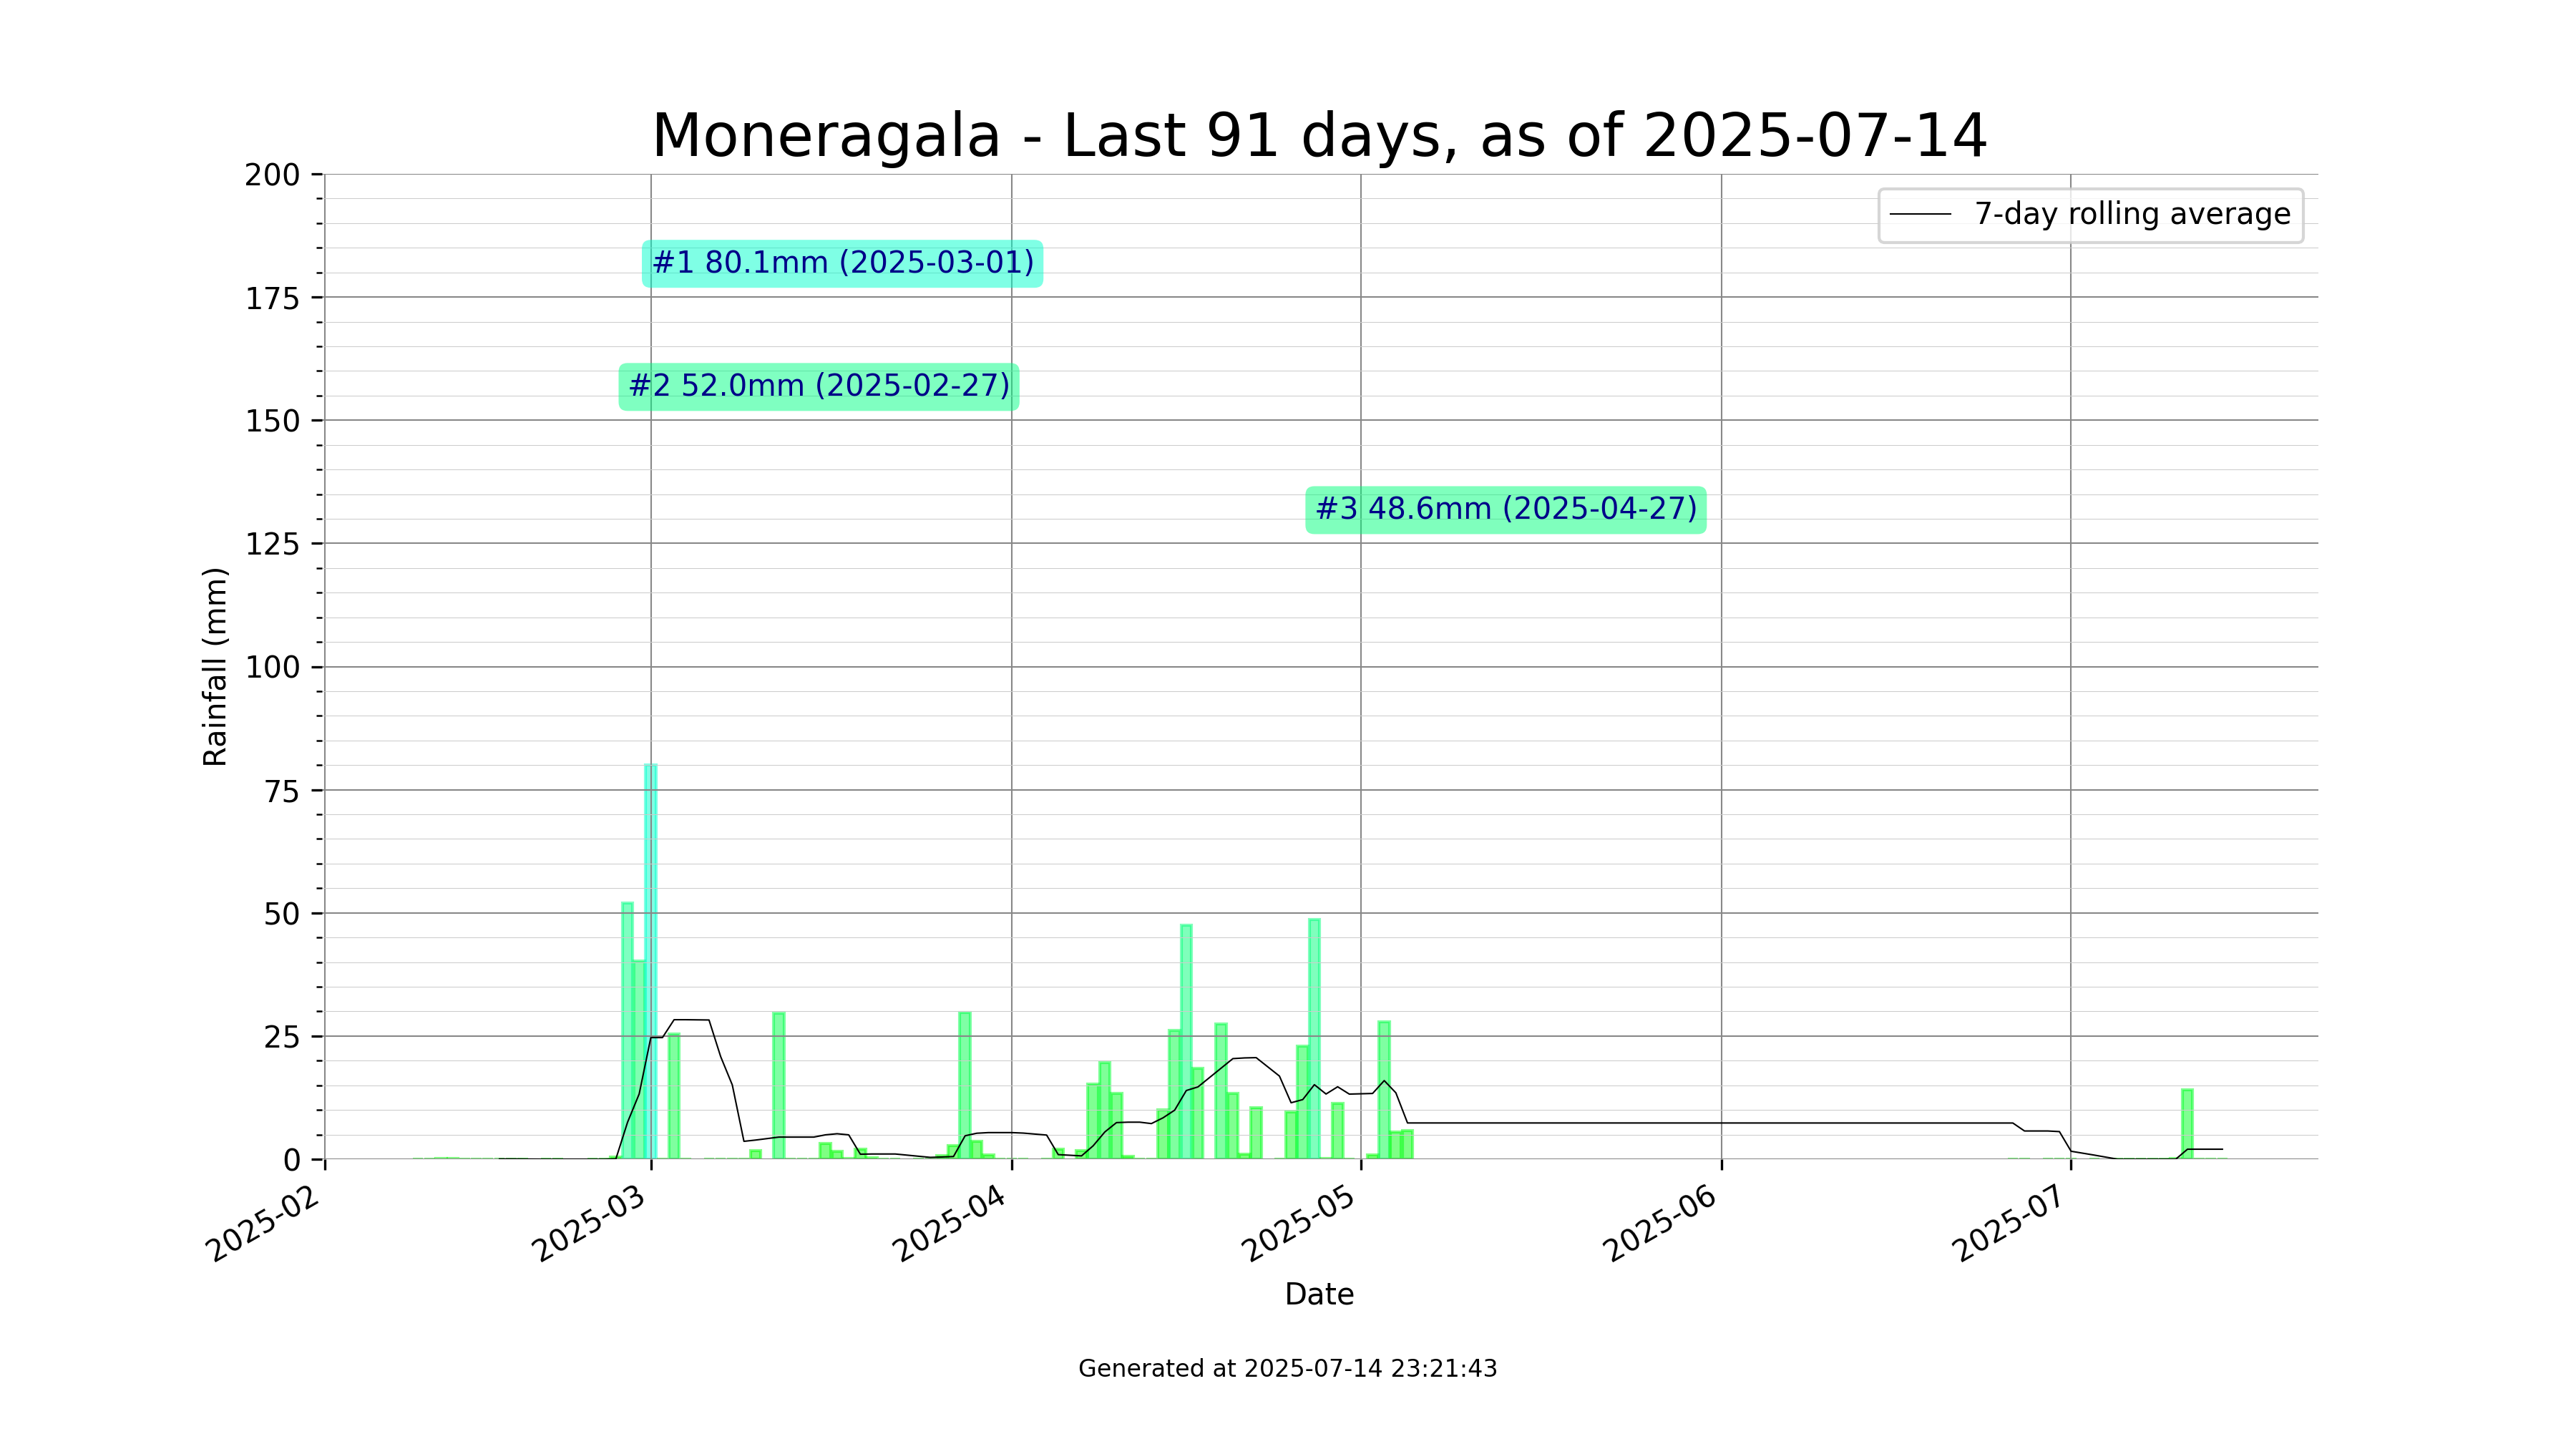 Moneragala - Last 91 days, as of 2025-07-14
7-day rolling average
#1 80.1mm (2025-03-01)
#2 52.0mm (2025-02-27)
#3 48.6mm (2025-04-27)
Rainfall (mm)
200
175
150
125
100
75
50
25
0
2025-02
2025-03
2025-04
2025-05
2025-06
2025-07
Date
Generated at 2025-07-14 23:21:43